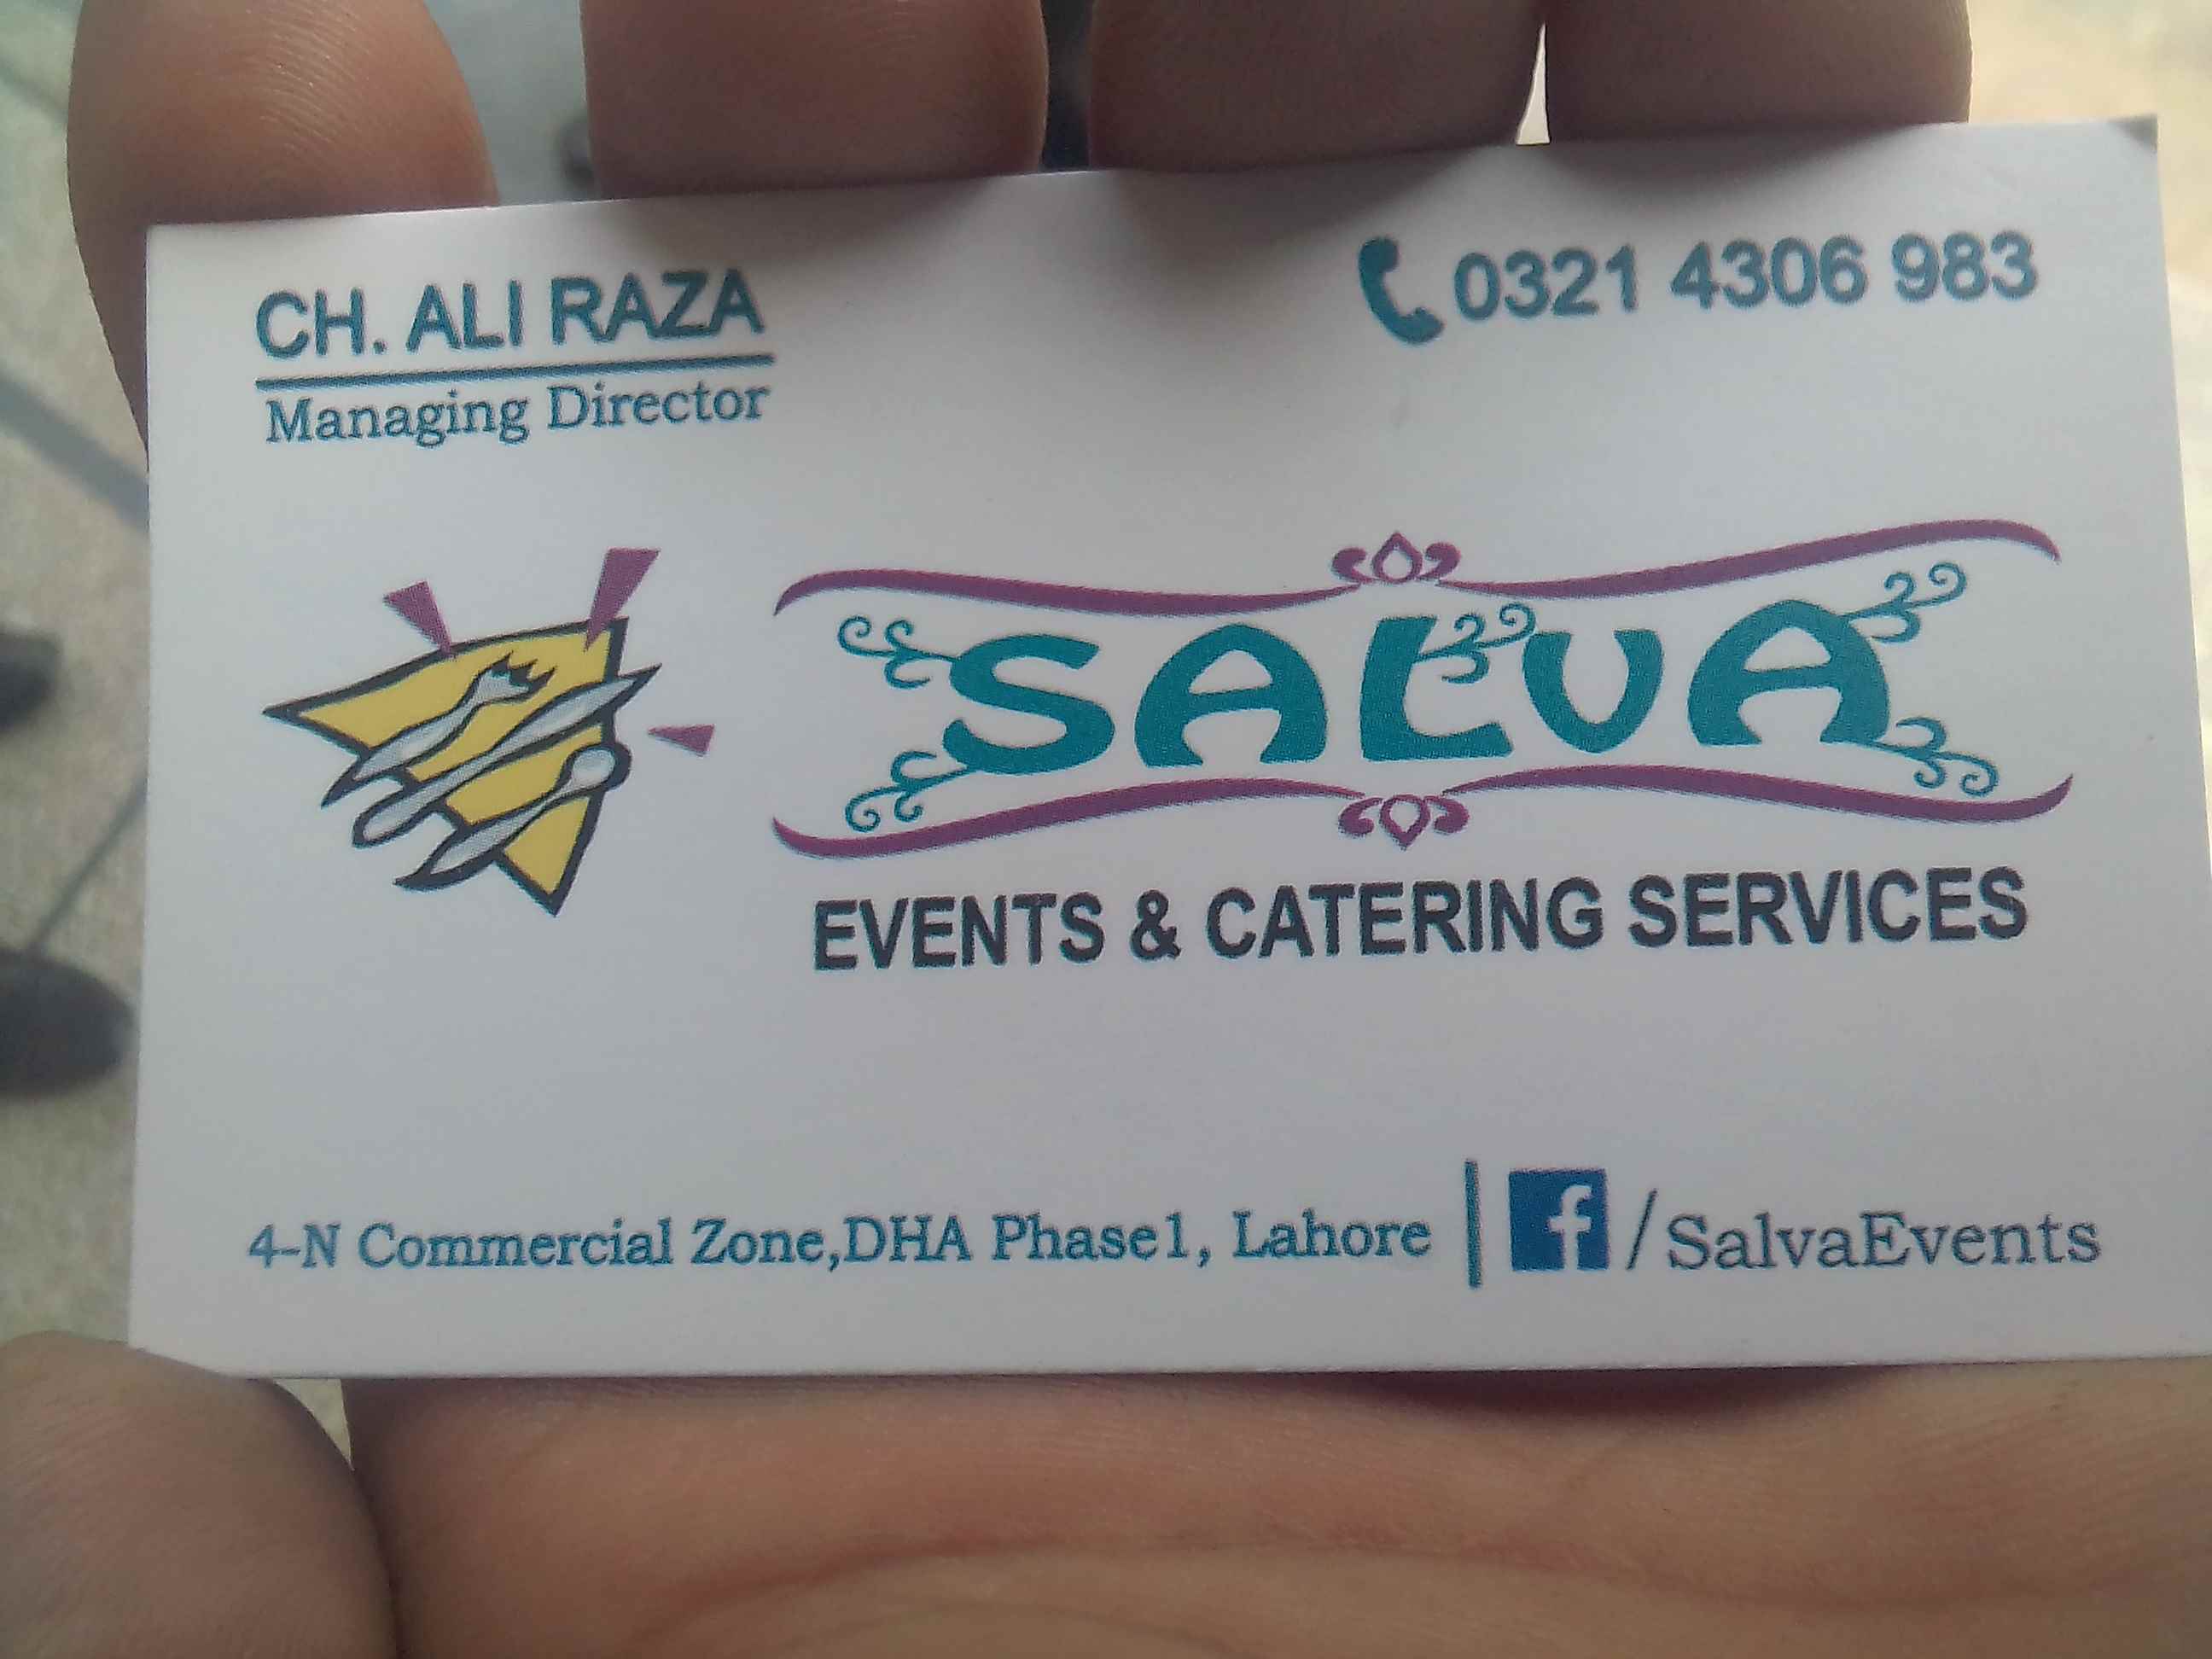 CH. ALI RAZA
Managing Director
0321 4306 983
SALVA
EVENTS & CATERING SERVICES
4-N Commercial Zone,DHA Phase1, Lahore
f/SalvaEvents